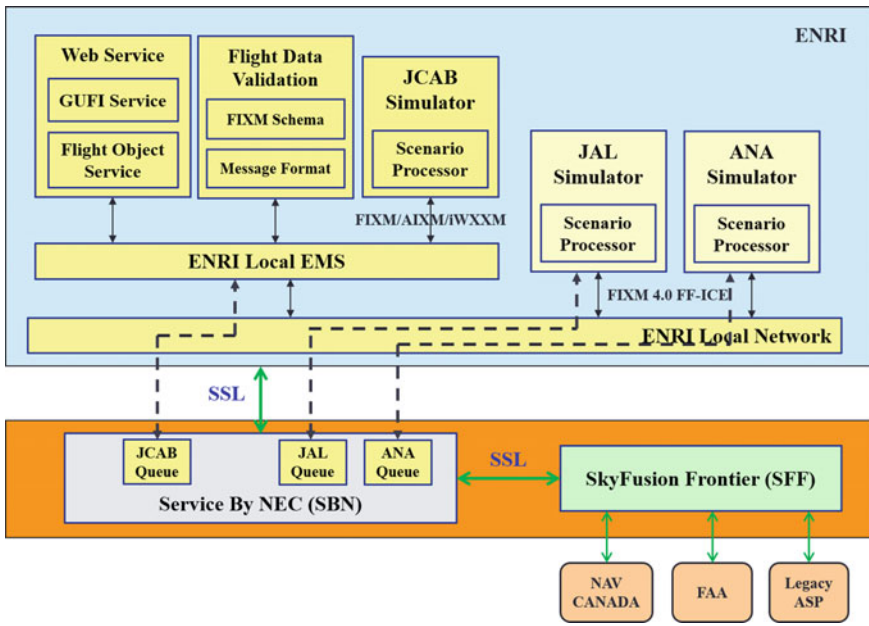 ENRI
Web Service
GUFI Service
Flight Object
Service
Flight Data
Validation
FIXM Schema
Message Format
JCAB
Simulator
Scenario
Processor
JAL
Simulator
Scenario
Processor
ANA
Simulator
Scenario
Processor
FIXM/AIXM/iWXXM
ENRI Local EMS
FIXM 4.0 FF-ICE
ENRI Local Network
SSL
JCAB
Queue
JAL
Queue
ANA
Queue
Service By NEC (SBN)
SSL
SkyFusion Frontier (SFF)
NAV
CANADA
FAA
Legacy
ASP